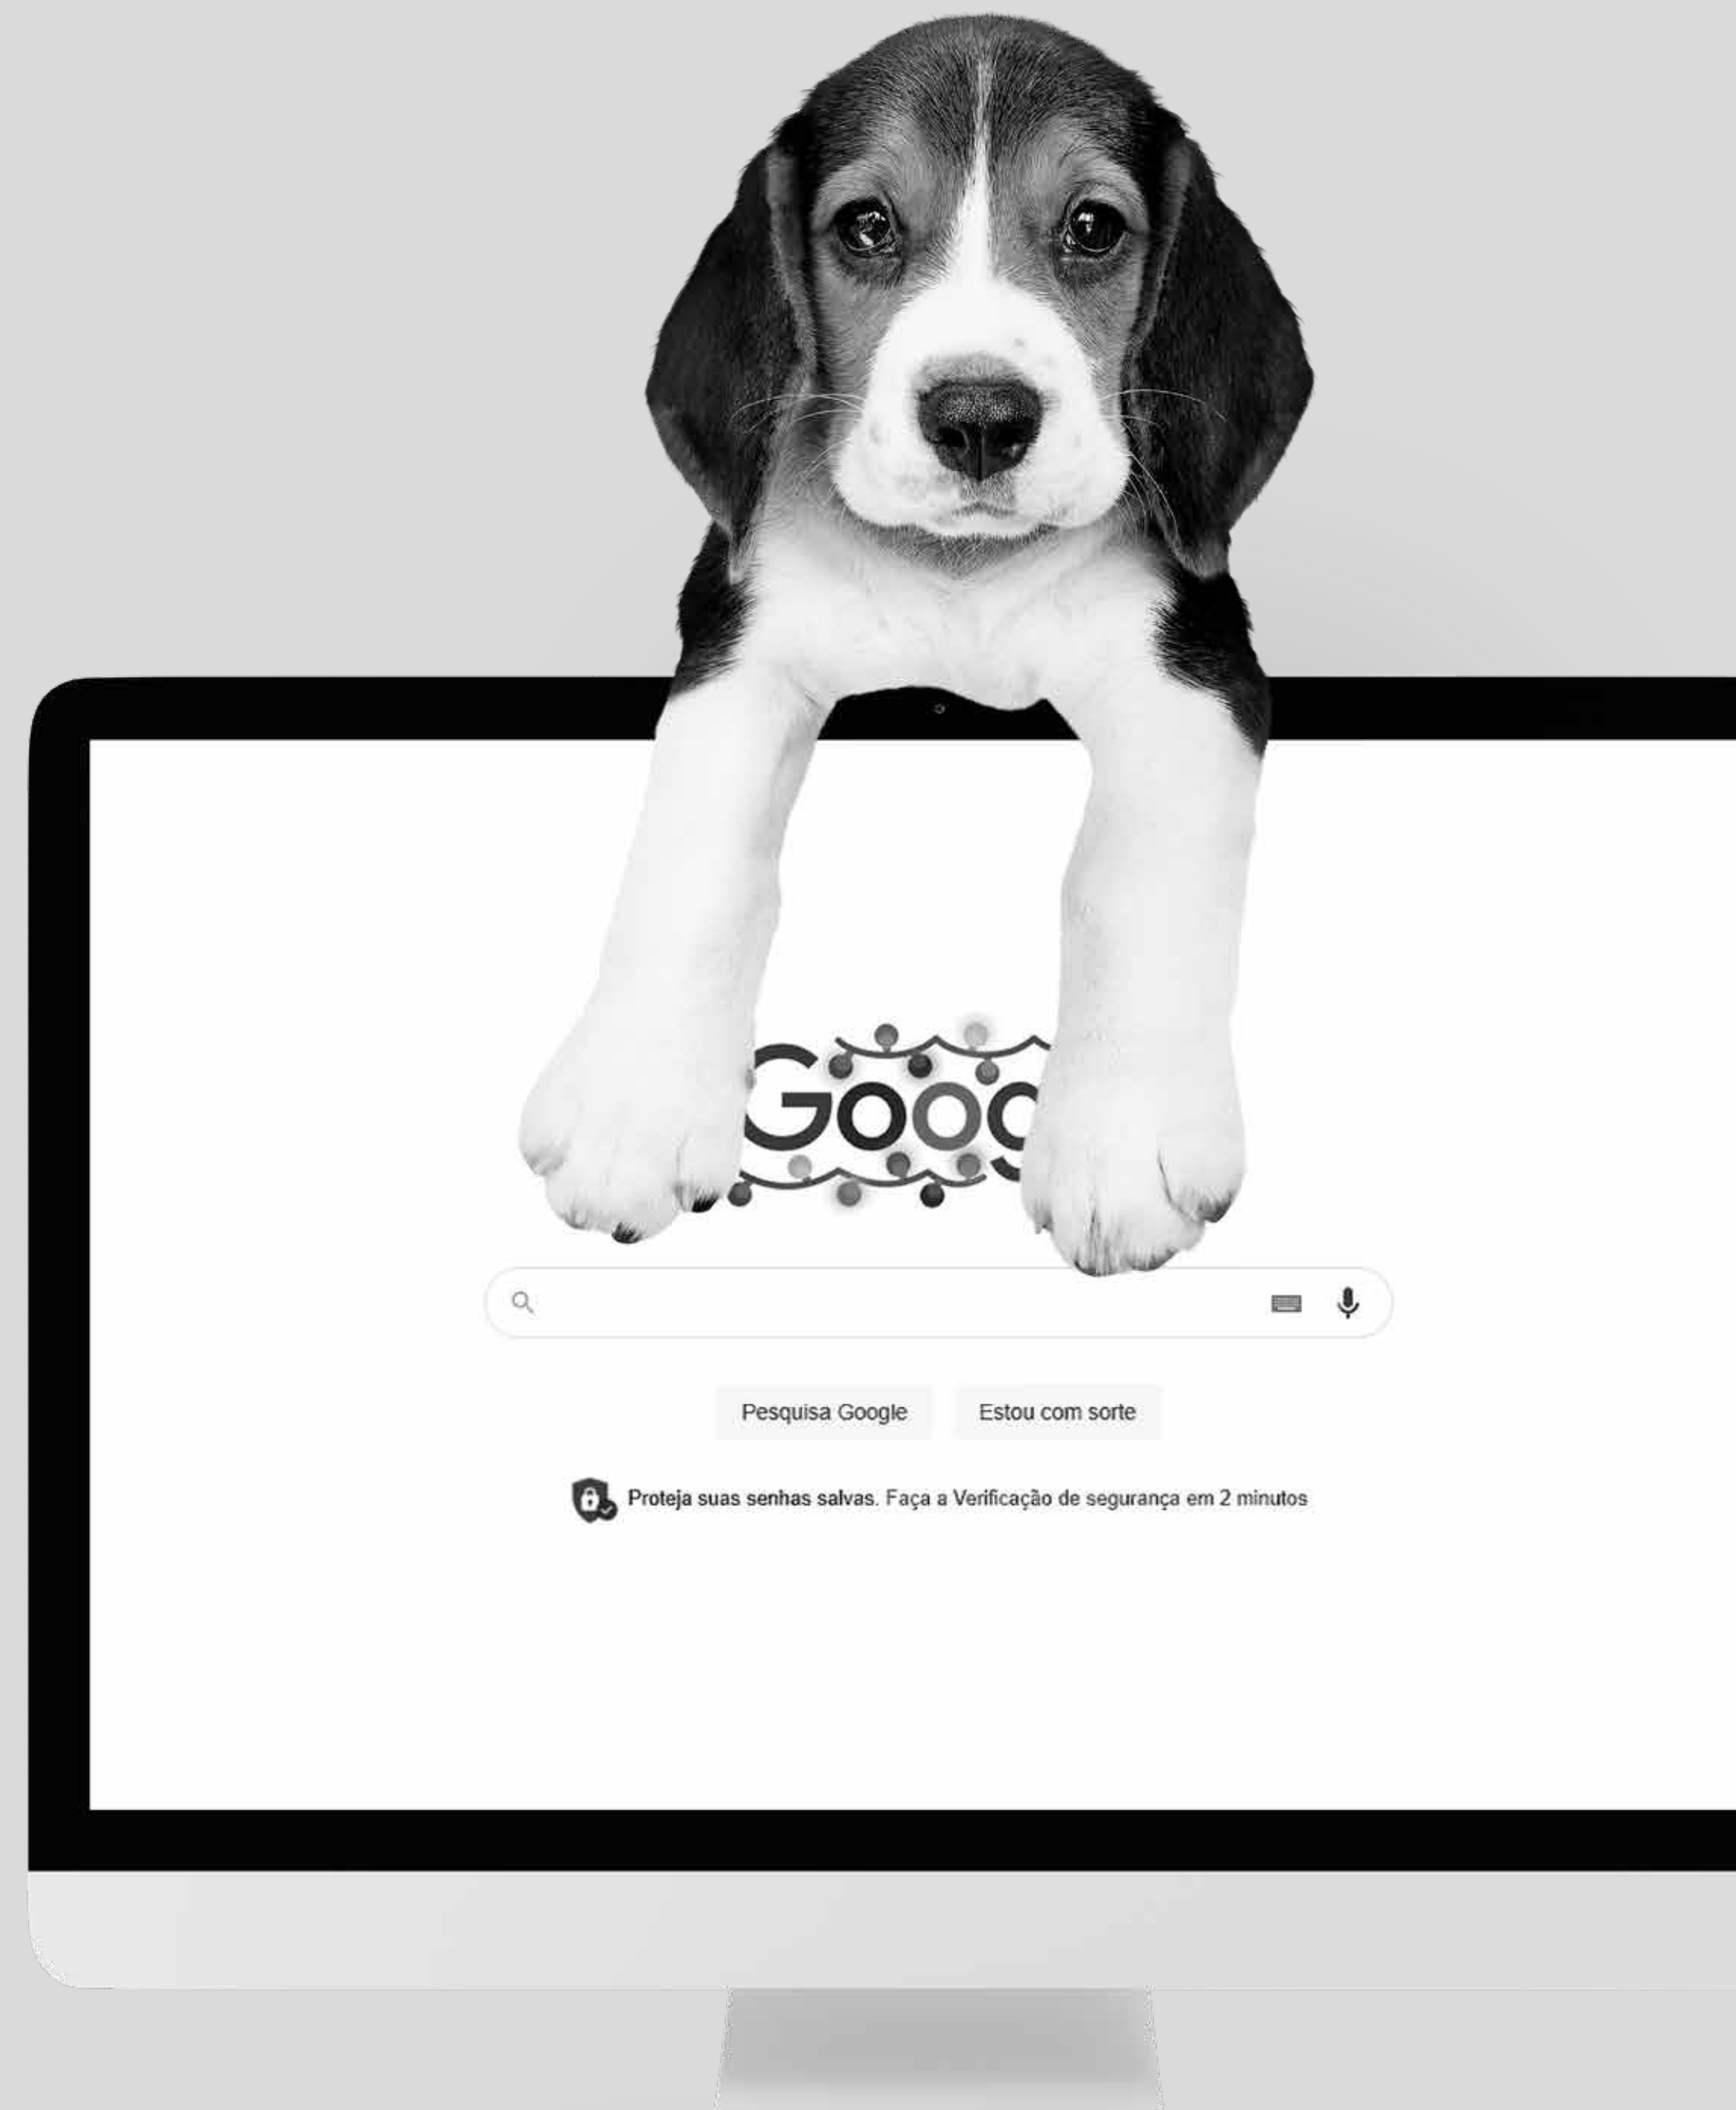 Goog
Pesquisa Google Estou com sorte
Proteja suas senhas salvas. Faça a Verificação de segurança em 2 minutos